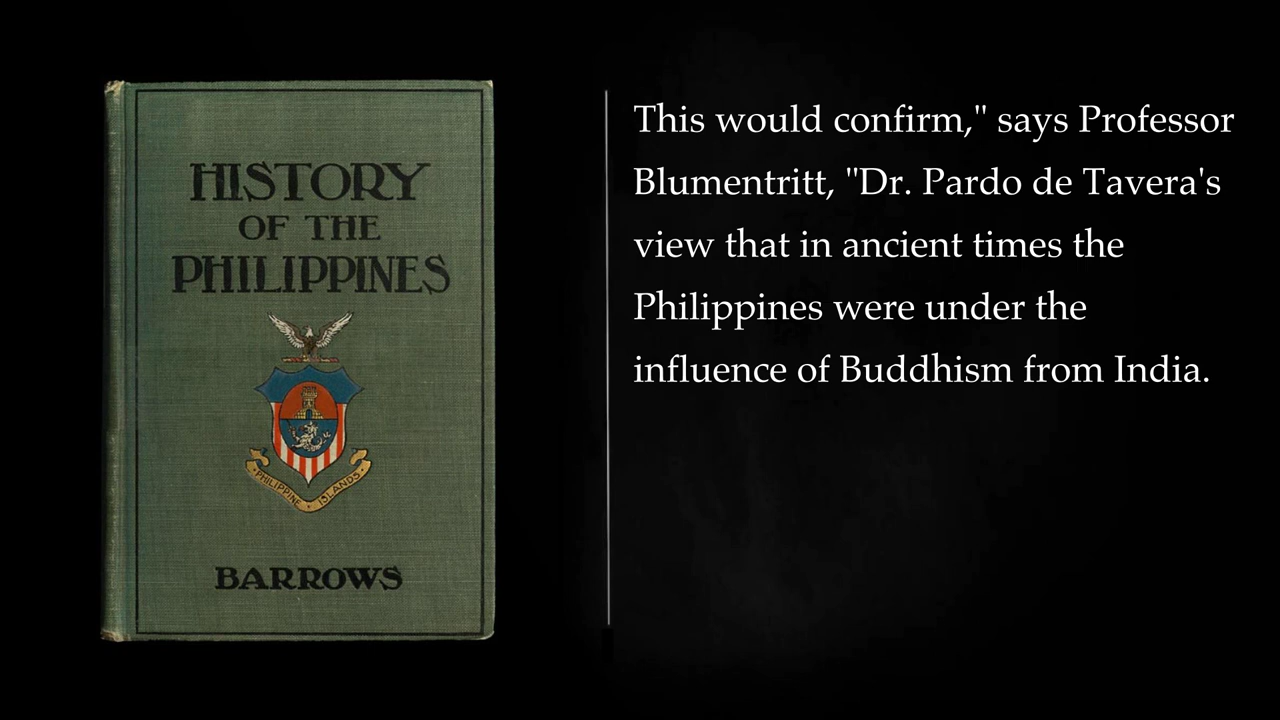 HISTORY
OF THE
PHILIPPINES
PHILIPPINE ISLANDS
BARROWS
This would confirm," says Professor
Blumentritt, "Dr. Pardo de Tavera's
view that in ancient times the
Philippines were under the
influence of Buddhism from India.